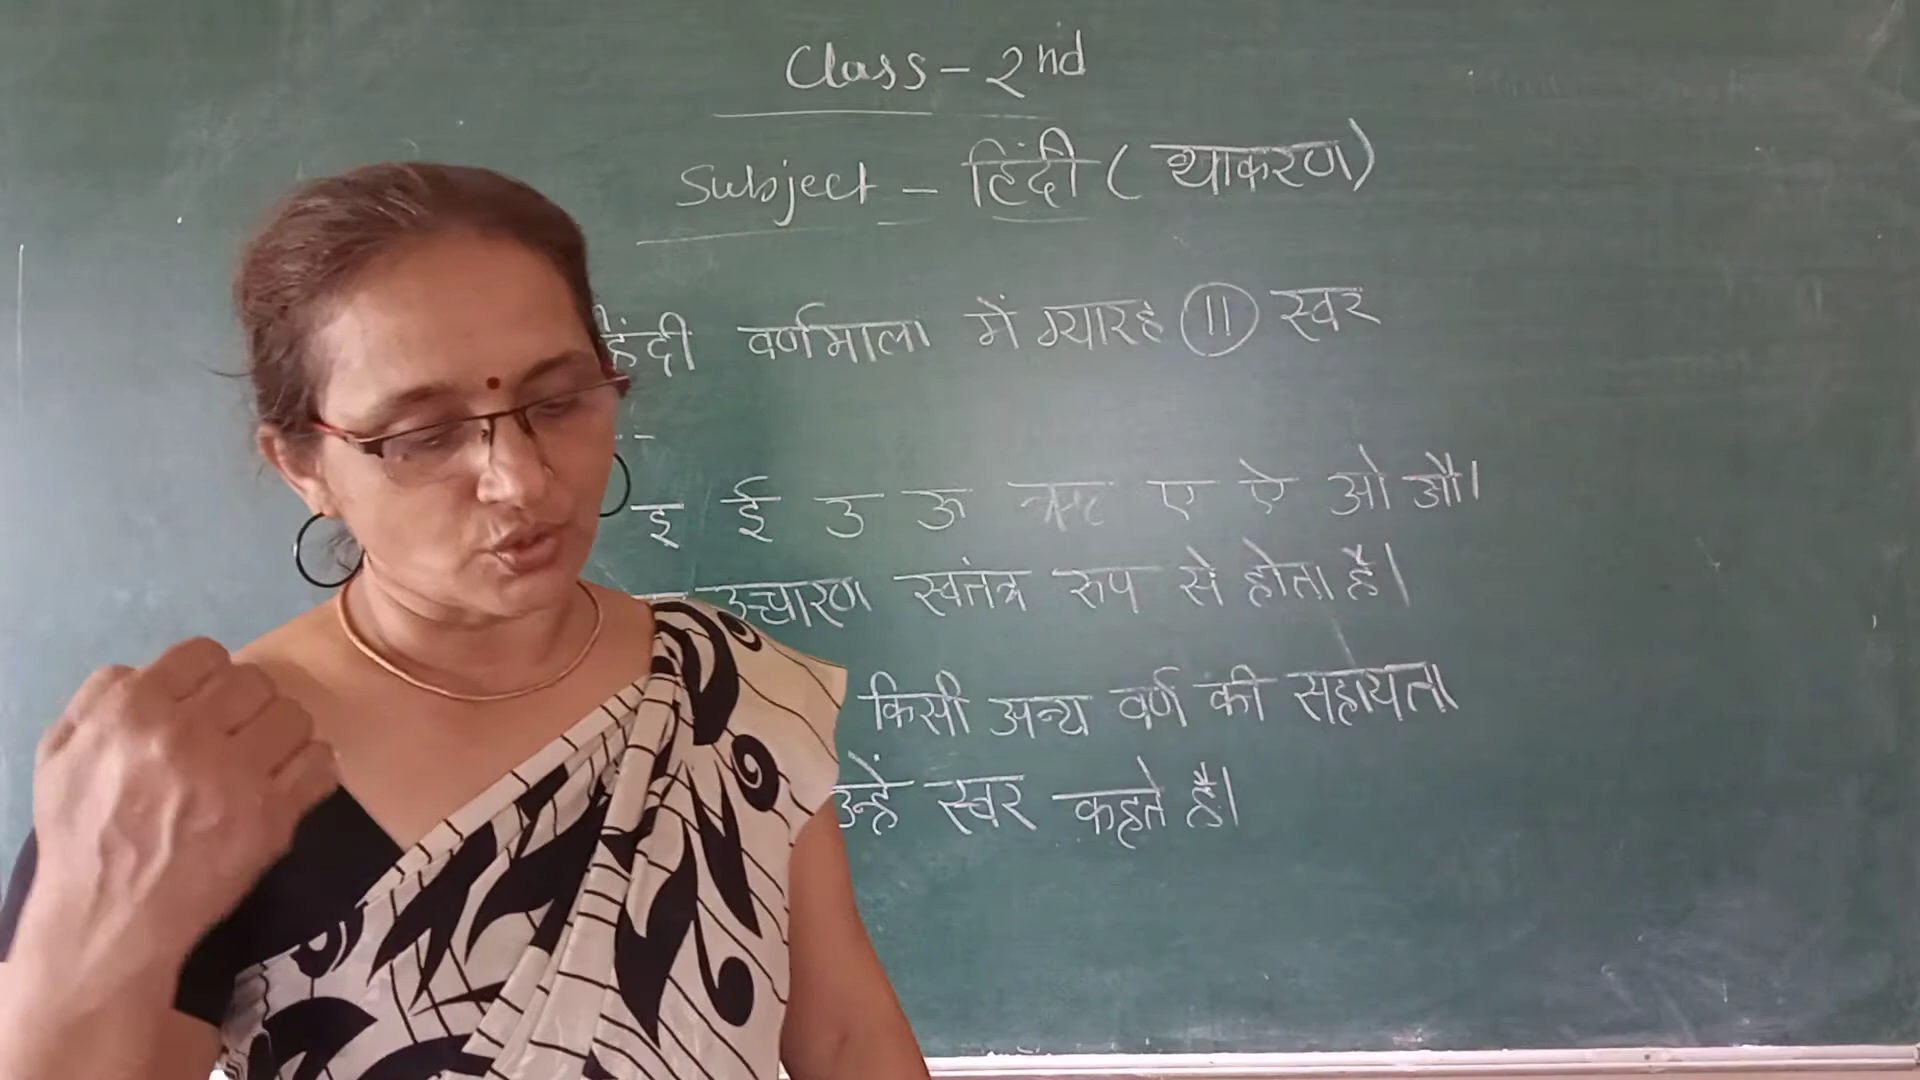 Class - 2nd
Subject - हिंदी ( व्याकरण )
हिंदी वर्णमाला में ग्यारह 11 स्वर
इ ई उ ऊ ऋ ए ऐ ओ औ।
उच्चारण स्वतंत्र रूप से होता है।
किसी अन्य वर्ण की सहायता
उन्हें स्वर कहते है।